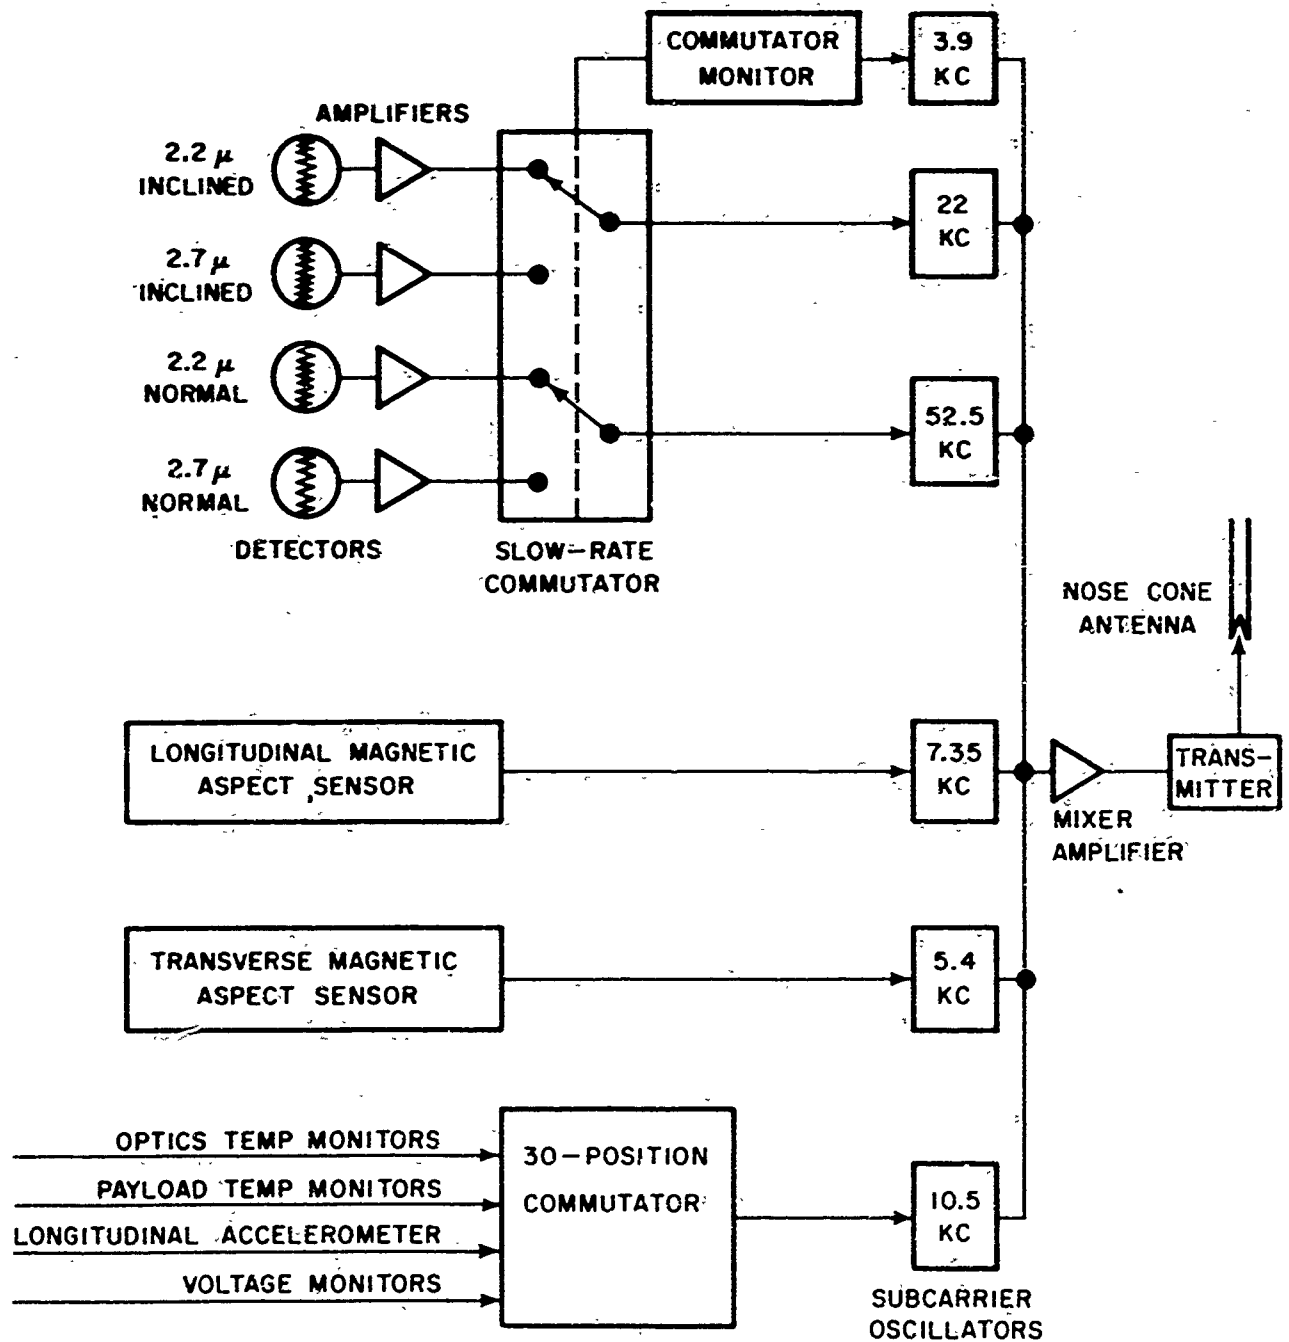 COMMUTATOR
MONITOR
3.9
KC
AMPLIFIERS
2.2 μ
INCLINED
22
KC
2.7 μ
INCLINED
2.2 μ
NORMAL
52.5
KC
2.7 μ
NORMAL
DETECTORS
SLOW-RATE
COMMUTATOR
NOSE CONE
ANTENNA
LONGITUDINAL MAGNETIC
ASPECT SENSOR
7.35
KC
MIXER
AMPLIFIER
TRANS-
MITTER
TRANSVERSE MAGNETIC
ASPECT SENSOR
5.4
KC
OPTICS TEMP MONITORS
PAYLOAD TEMP MONITORS
LONGITUDINAL ACCELEROMETER
VOLTAGE MONITORS
30-POSITION
COMMUTATOR
10.5
KC
SUBCARRIER
OSCILLATORS